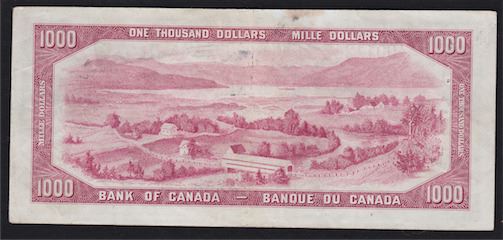 ONE THOUSAND DOLLARS MILLE DOLLARS
1000 1000
MILLE DOLLARS
ONE THOUSAND DOLLARS
1000 1000
BANK OF CANADA — BANQUE DU CANADA